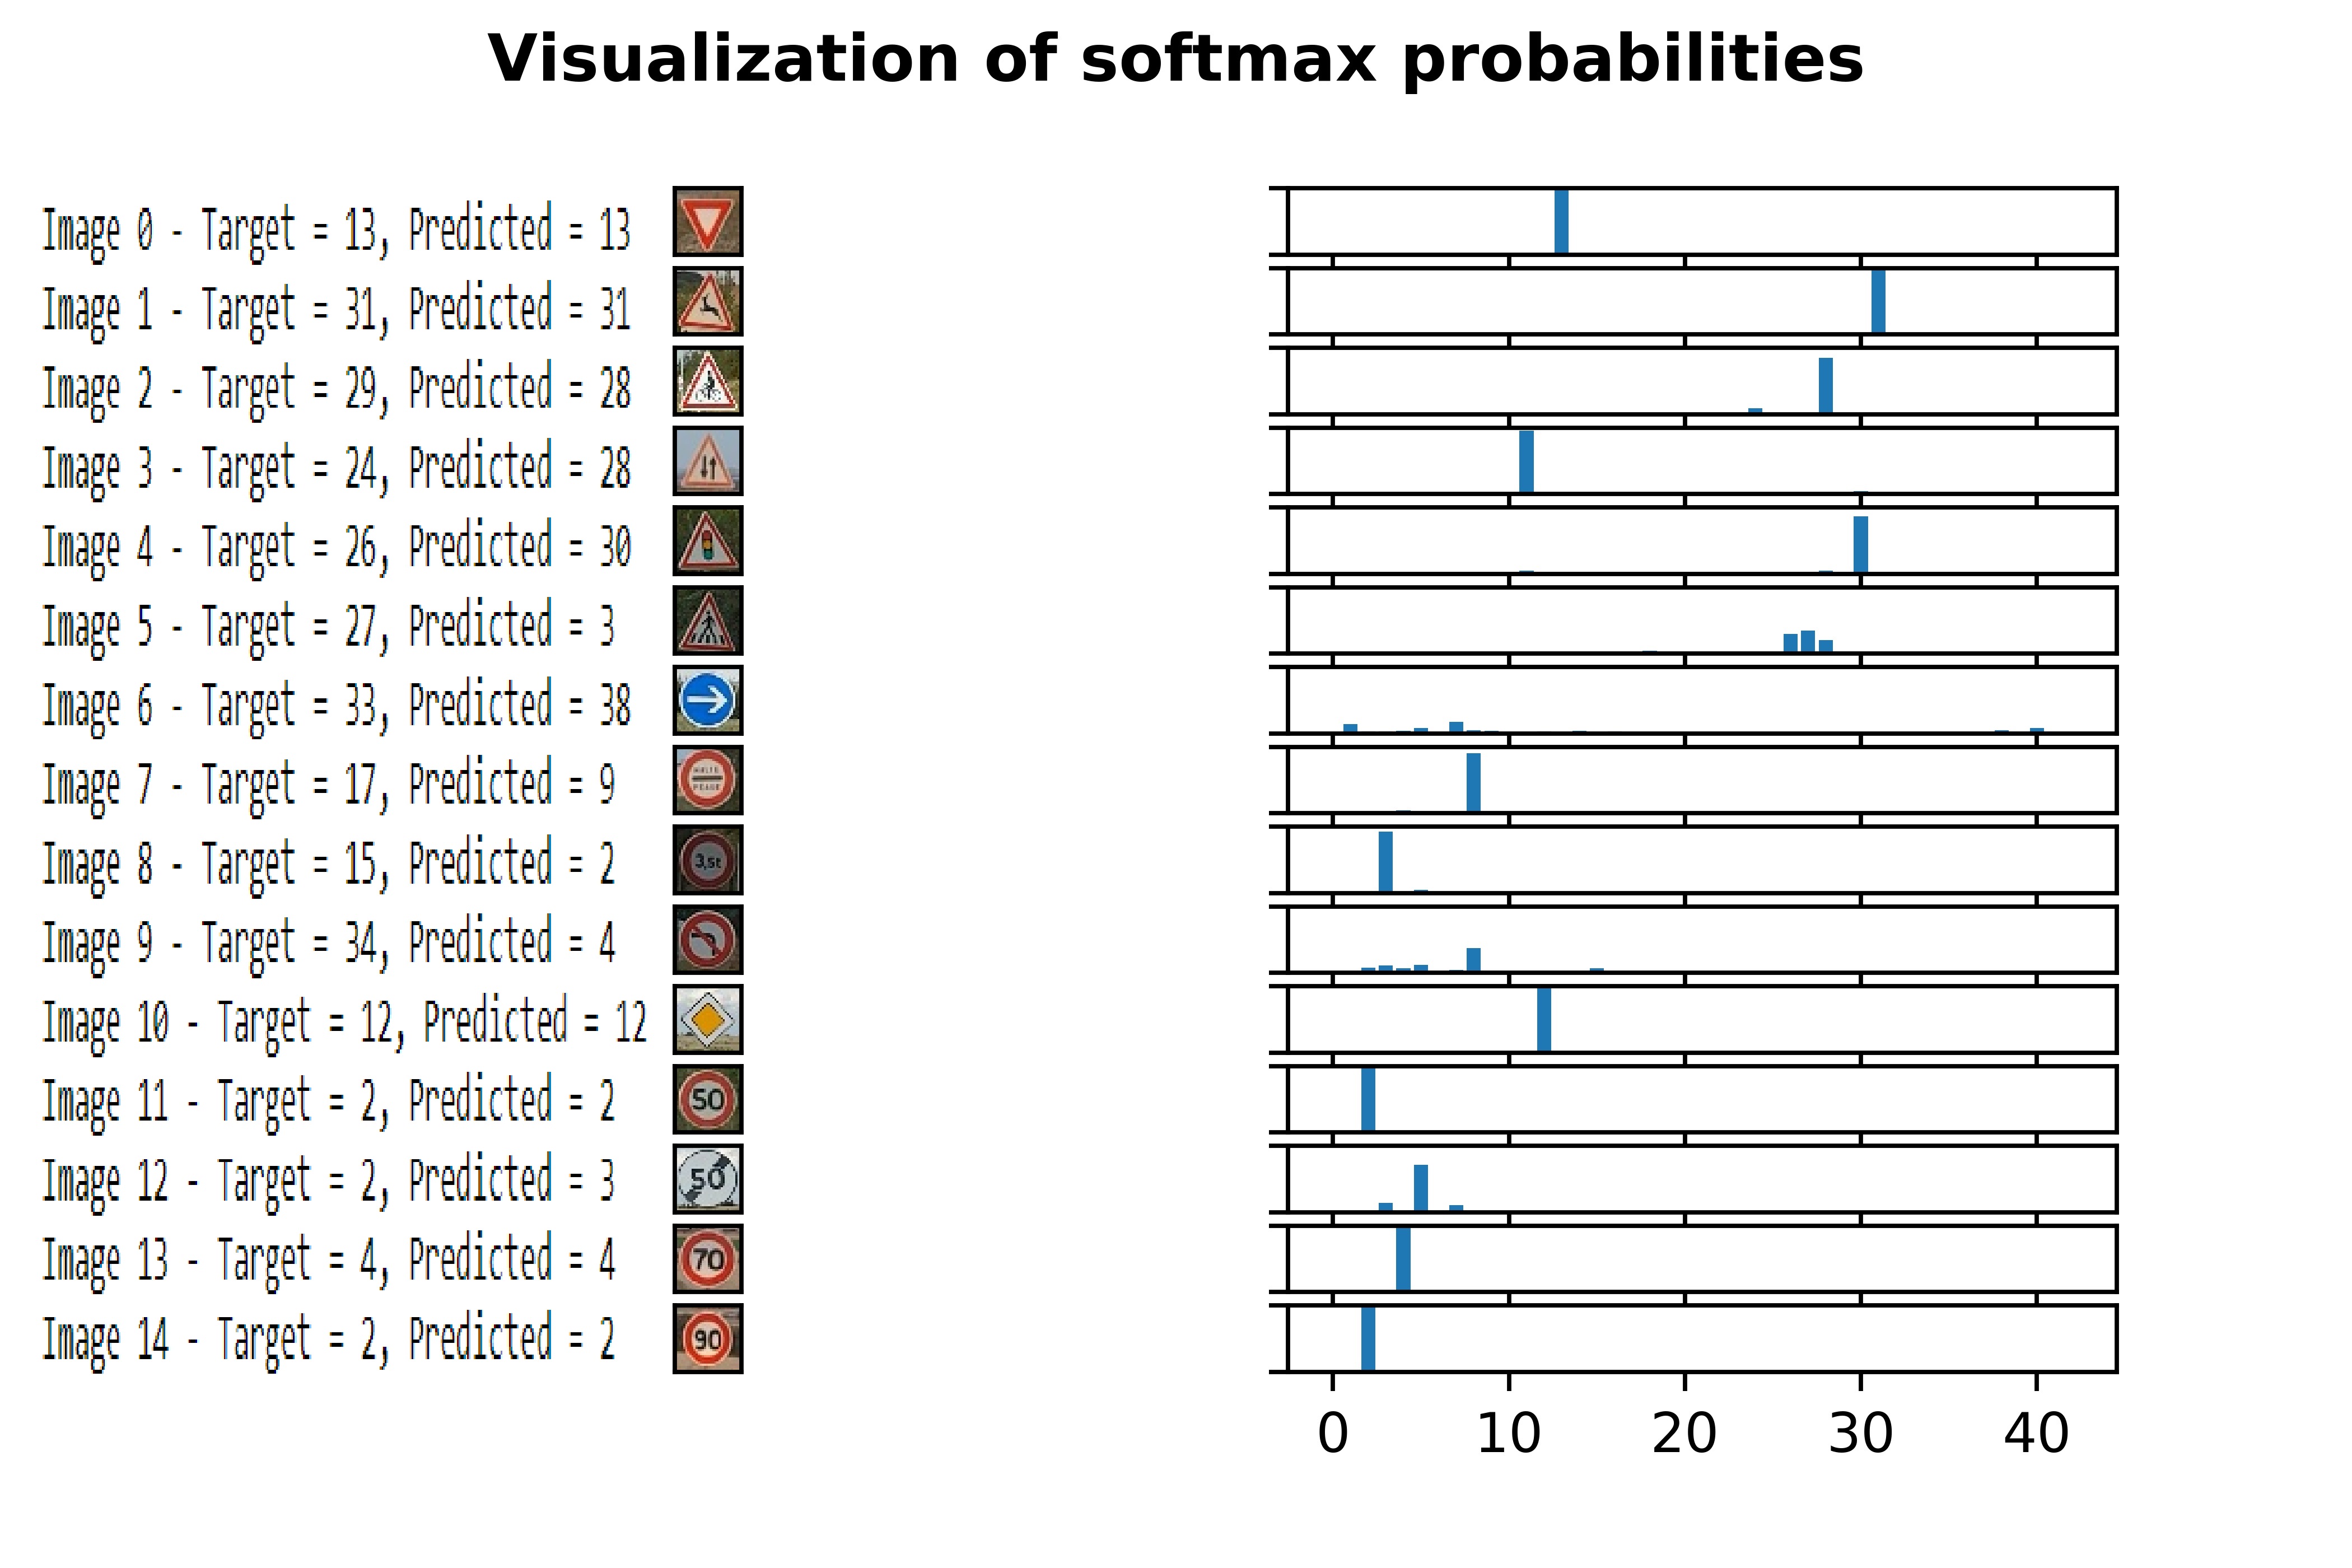 Visualization of softmax probabilities
Image 0 - Target = 13, Predicted = 13
Image 1 - Target = 31, Predicted = 31
Image 2 - Target = 29, Predicted = 28
Image 3 - Target = 24, Predicted = 28
Image 4 - Target = 26, Predicted = 30
Image 5 - Target = 27, Predicted = 3
Image 6 - Target = 33, Predicted = 38
Image 7 - Target = 17, Predicted = 9
Image 8 - Target = 15, Predicted = 2
3,5t
Image 9 - Target = 34, Predicted = 4
Image 10 - Target = 12, Predicted = 12
Image 11 - Target = 2, Predicted = 2
50
Image 12 - Target = 2, Predicted = 3
50
Image 13 - Target = 4, Predicted = 4
70
Image 14 - Target = 2, Predicted = 2
90
0 10 20 30 40